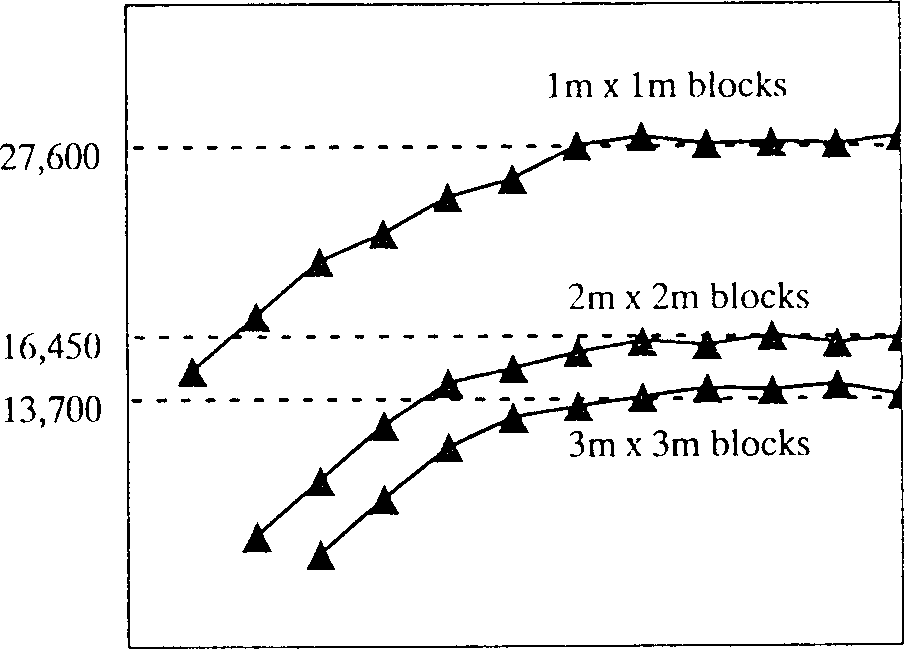 1m x 1m blocks
27,600
2m x 2m blocks
16,450
13,700
3m x 3m blocks